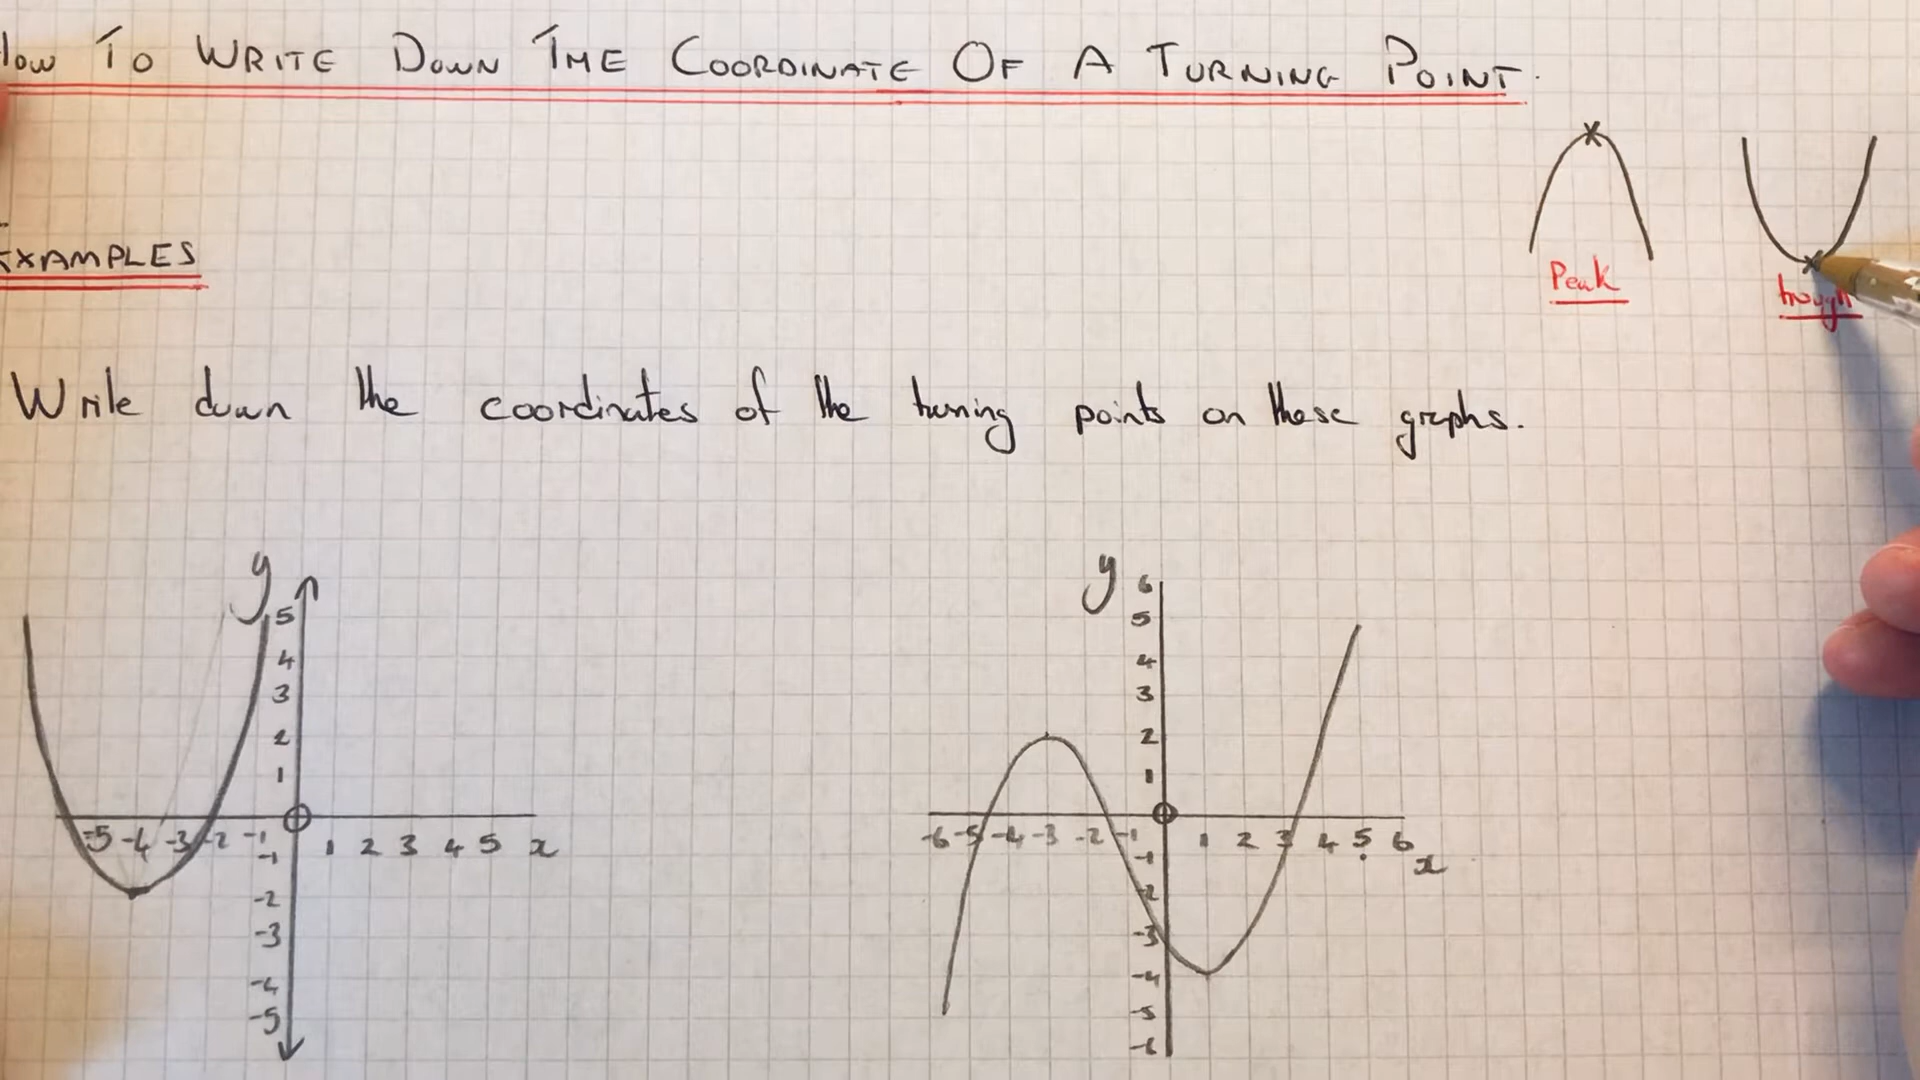 How To WRITE DOWN THE COORDINATE OF A TURNING POINT.
Peak
trough
EXAMPLES
Write down the coordinates of the turning points on these graphs.
y
5
4
3
2
1
-5 -4 -3 -2 -1 1 2 3 4 5 x
-1
-2
-3
-4
-5
y
6
5
4
3
2
1
-6 -5 -4 -3 -2 -1 1 2 3 4 5 6 x
-1
-2
-3
-4
-5
-6